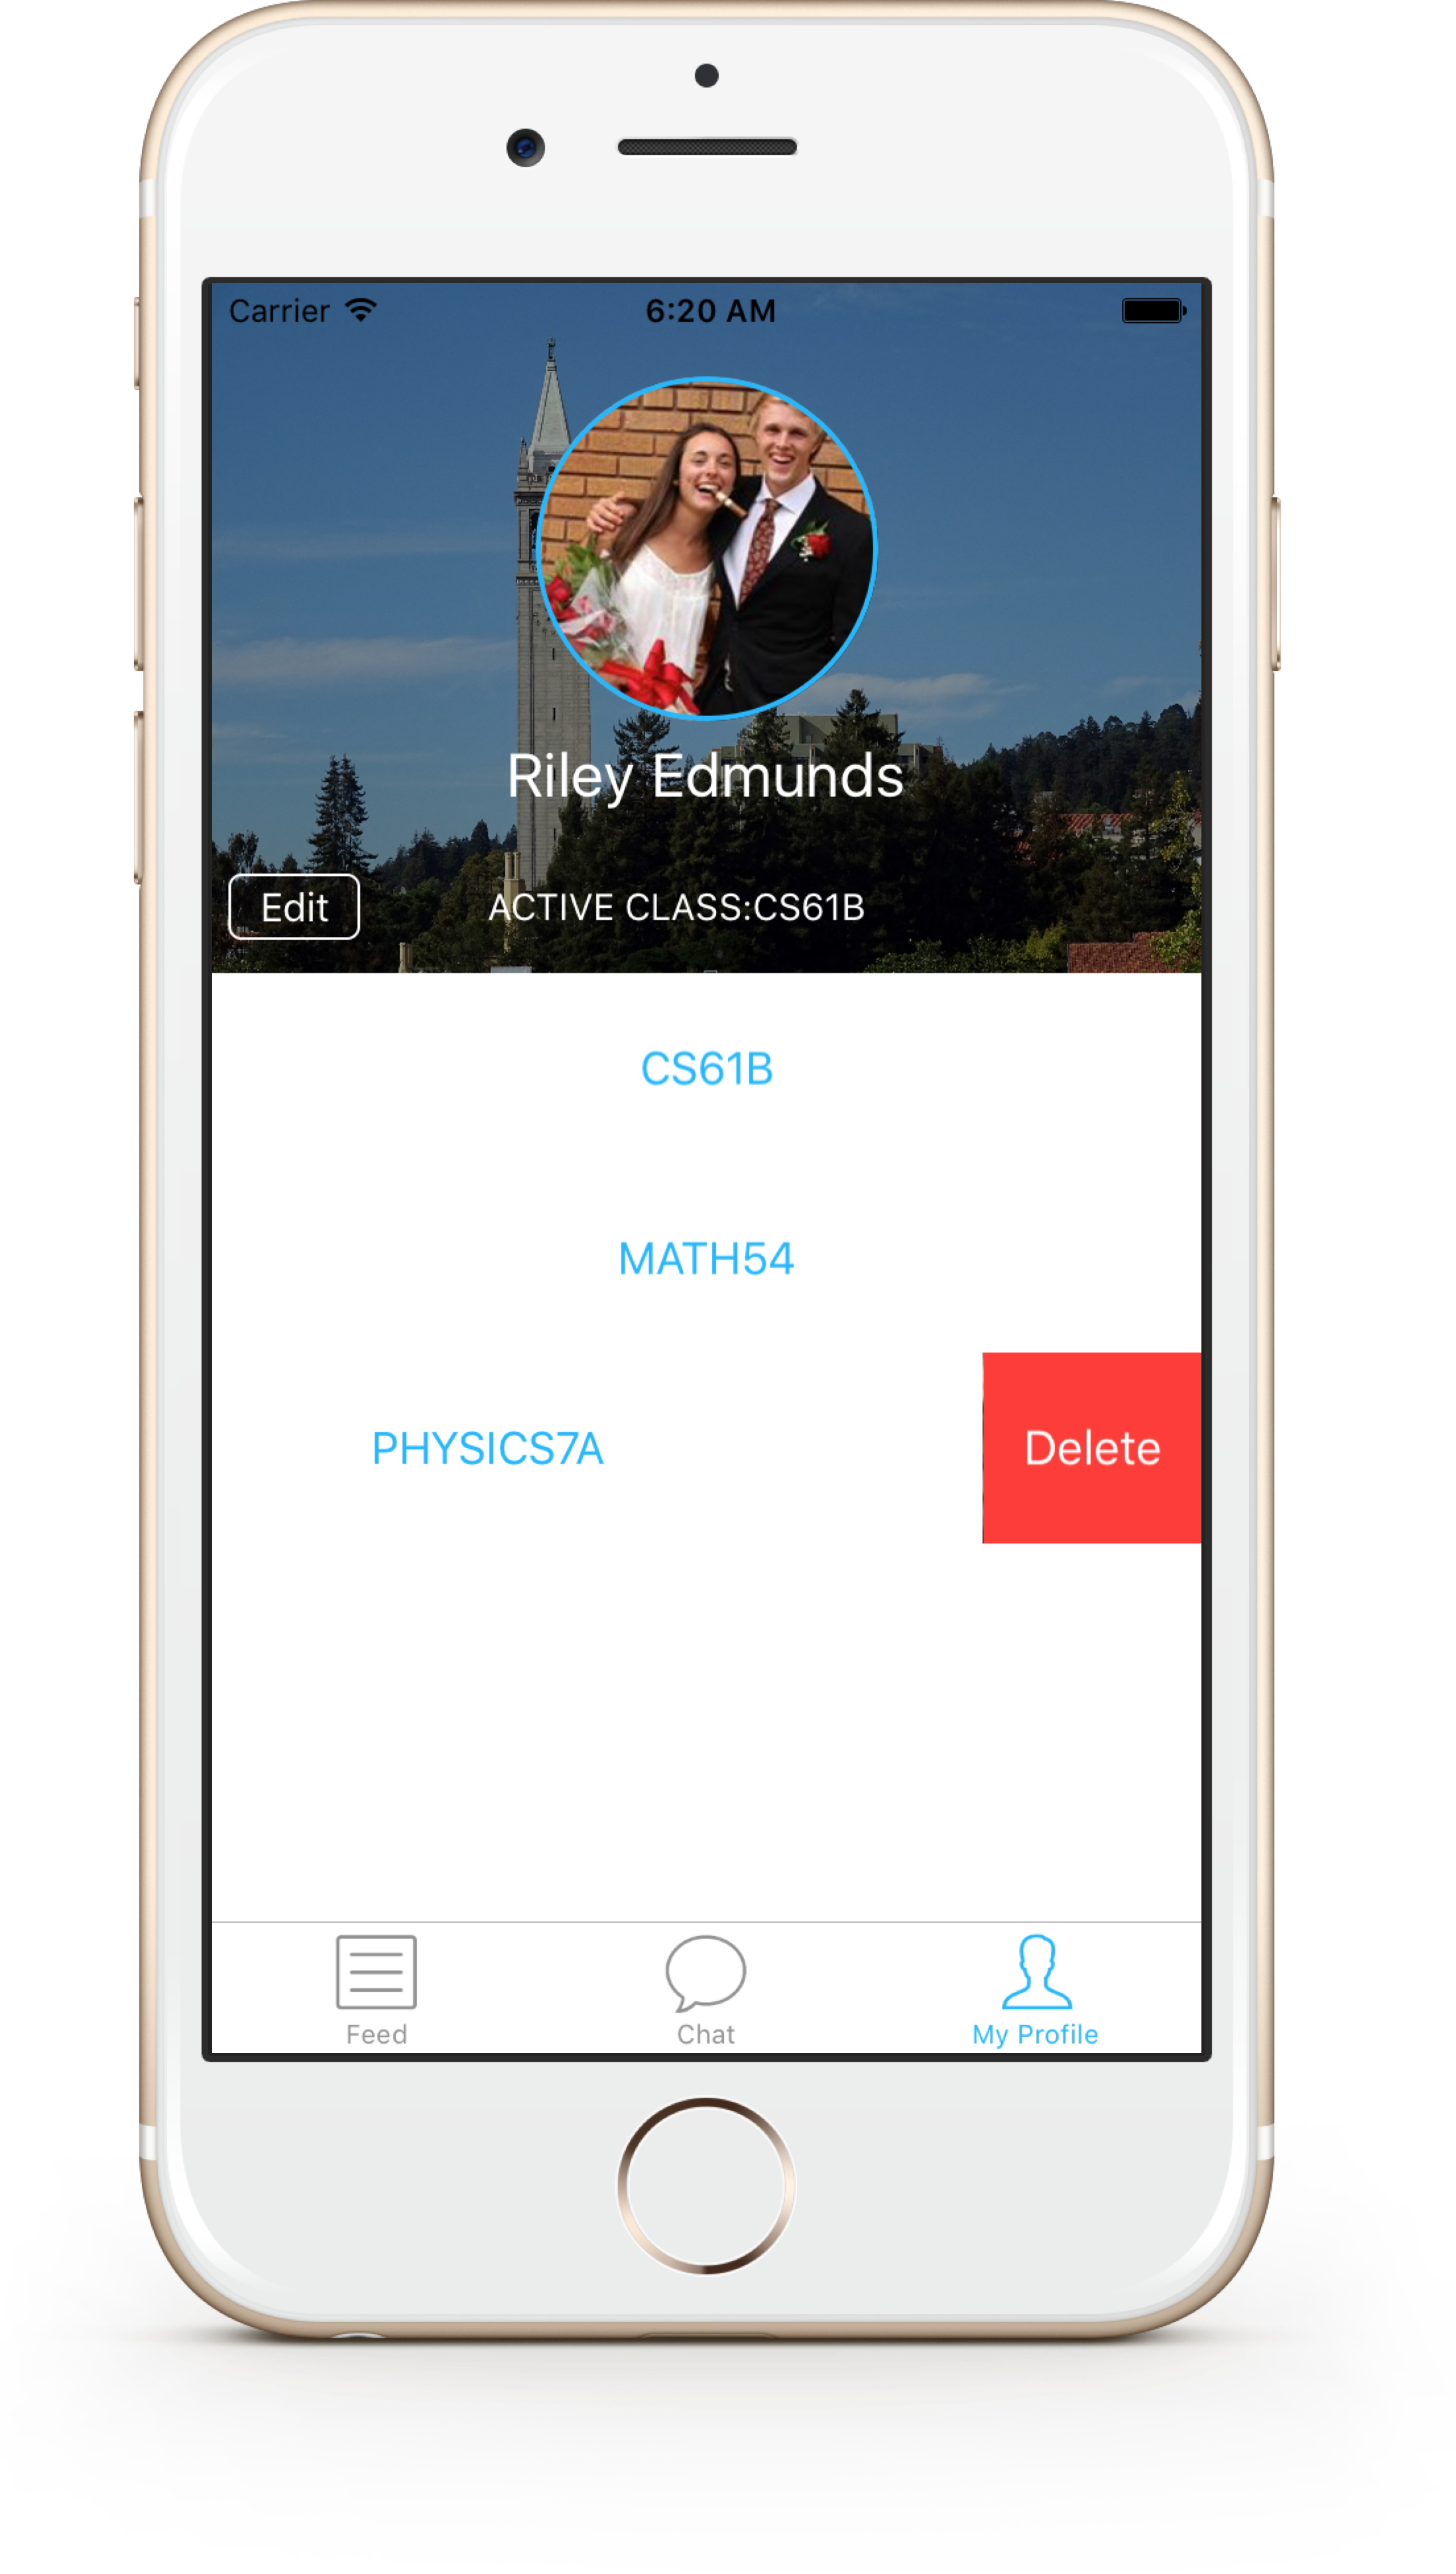 Carrier 6:20 AM
Riley Edmunds
Edit ACTIVE CLASS:CS61B
CS61B
MATH54
PHYSICS7A Delete
Feed Chat My Profile